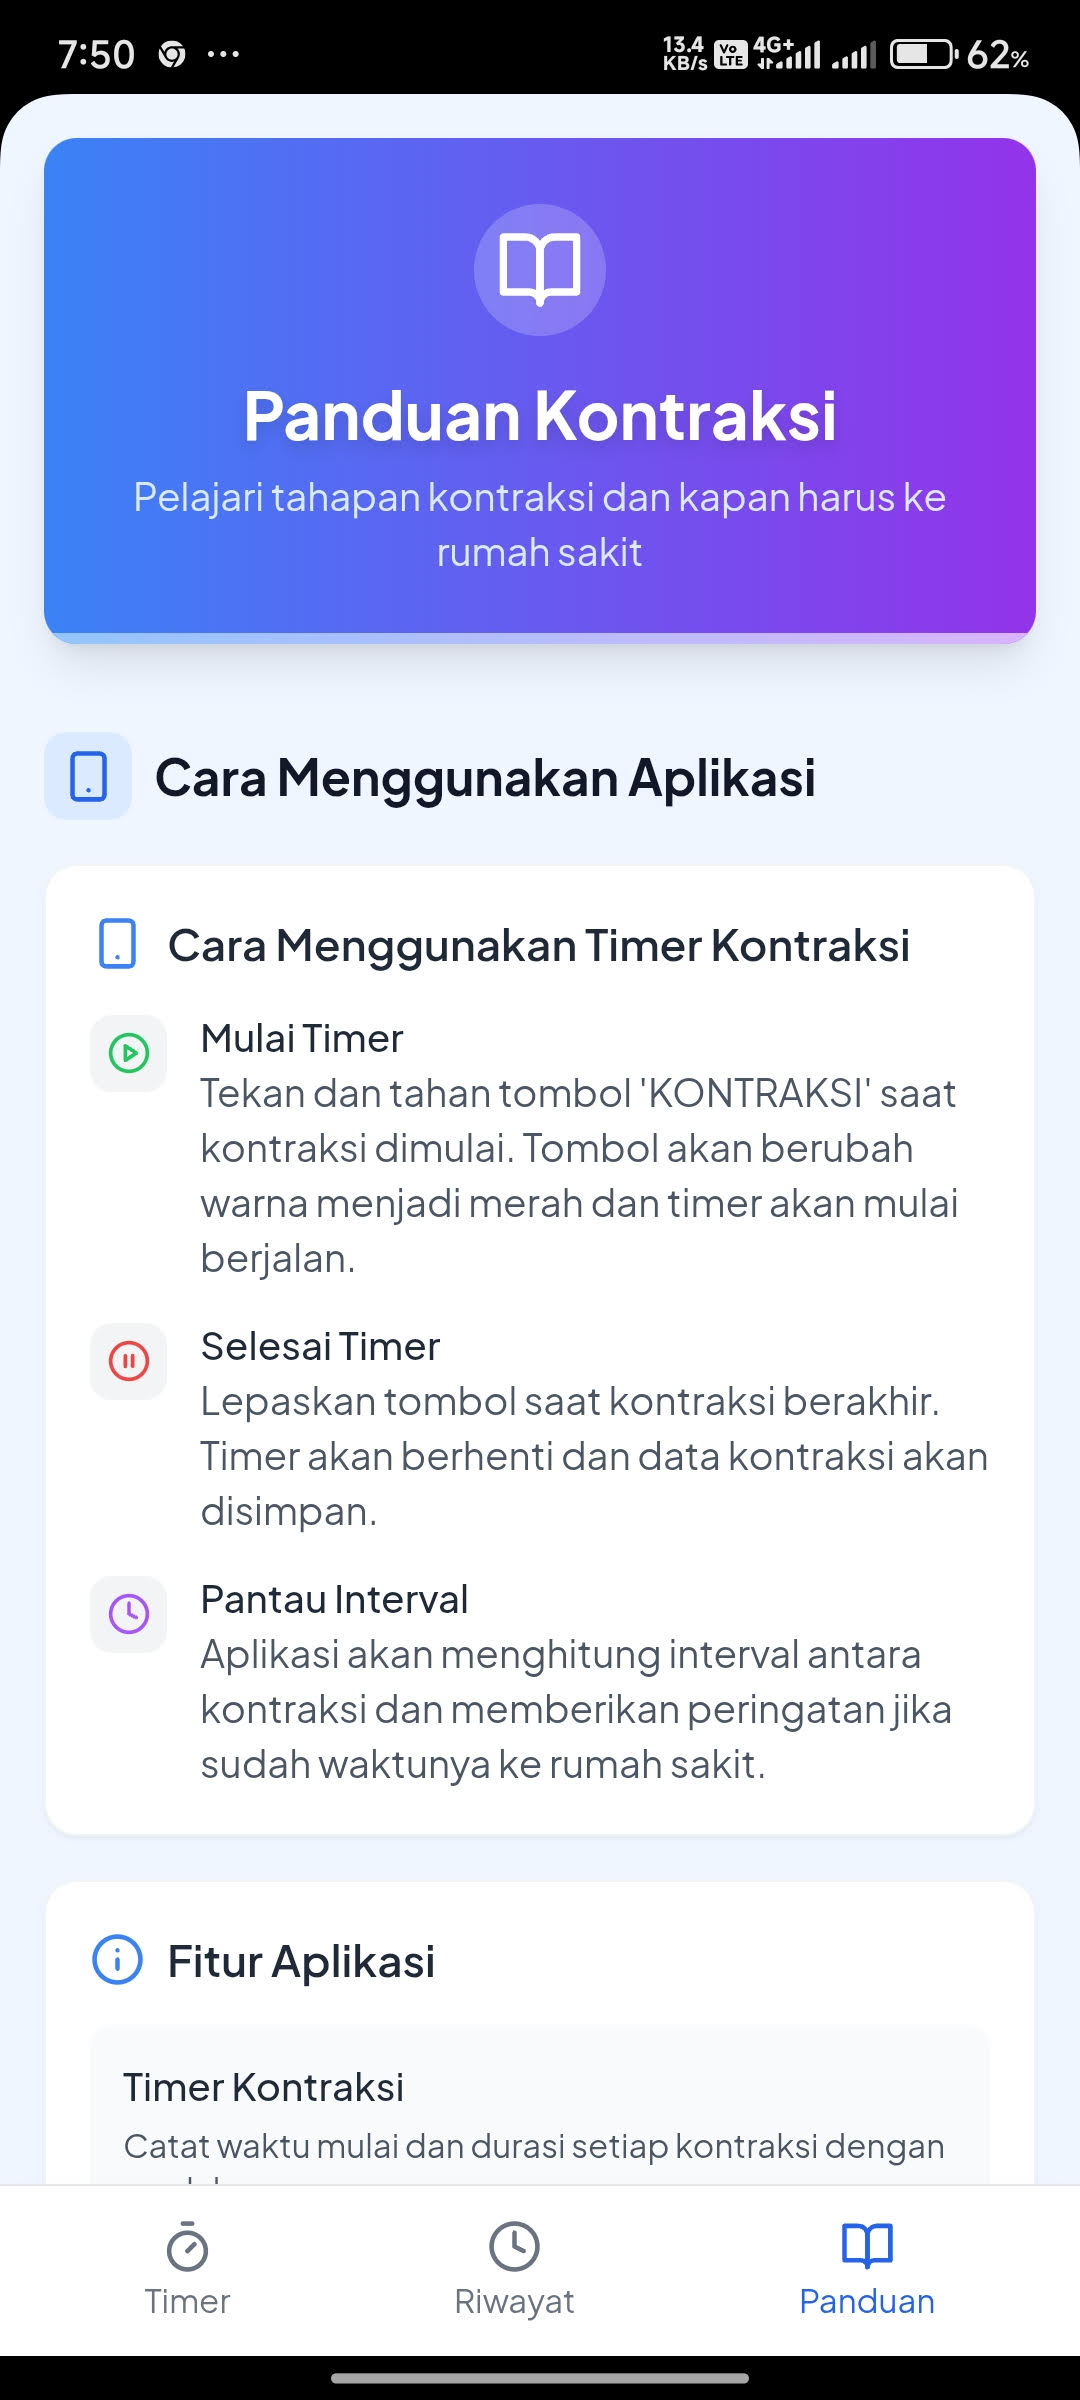 7:50
13.4 KB/s
Vo LTE
4G+
62%
Panduan Kontraksi
Pelajari tahapan kontraksi dan kapan harus ke
rumah sakit
Cara Menggunakan Aplikasi
Cara Menggunakan Timer Kontraksi
Mulai Timer
Tekan dan tahan tombol 'KONTRAKSI' saat
kontraksi dimulai. Tombol akan berubah
warna menjadi merah dan timer akan mulai
berjalan.
Selesai Timer
Lepaskan tombol saat kontraksi berakhir.
Timer akan berhenti dan data kontraksi akan
disimpan.
Pantau Interval
Aplikasi akan menghitung interval antara
kontraksi dan memberikan peringatan jika
sudah waktunya ke rumah sakit.
Fitur Aplikasi
Timer Kontraksi
Catat waktu mulai dan durasi setiap kontraksi dengan
Timer
Riwayat
Panduan